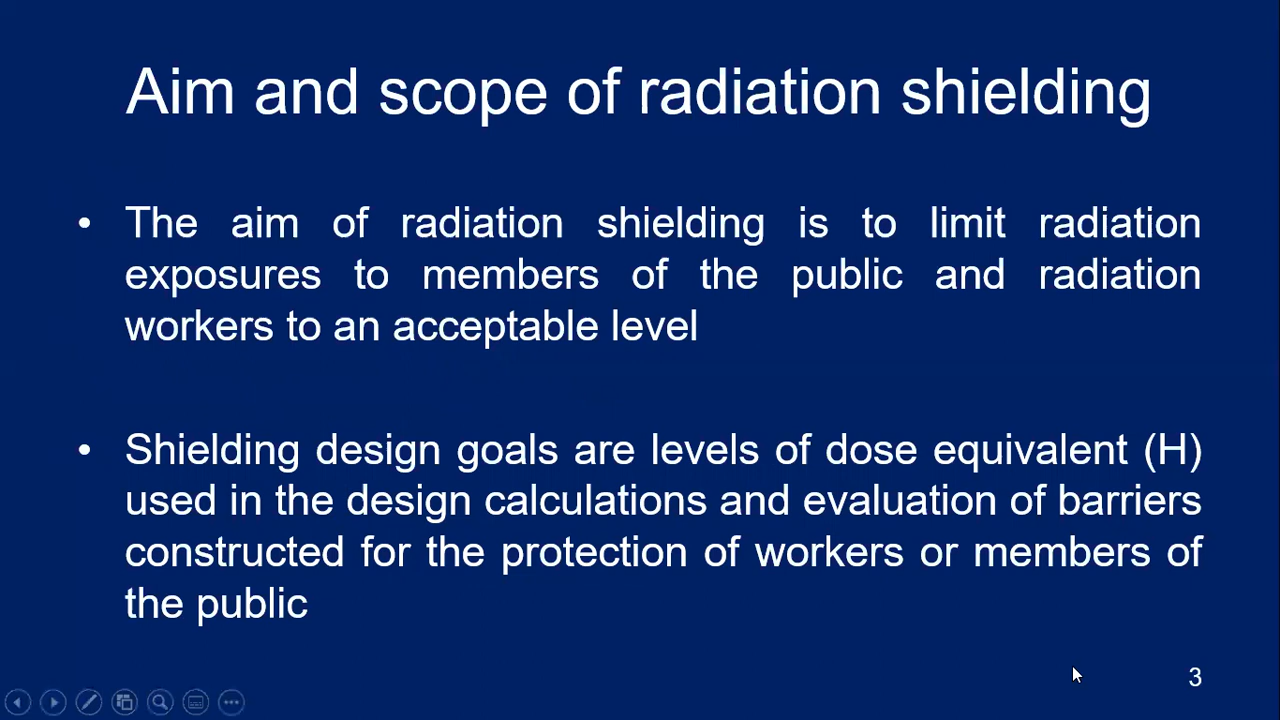 Aim and scope of radiation shielding
• The aim of radiation shielding is to limit radiation
exposures to members of the public and radiation
workers to an acceptable level
• Shielding design goals are levels of dose equivalent (H)
used in the design calculations and evaluation of barriers
constructed for the protection of workers or members of
the public
3